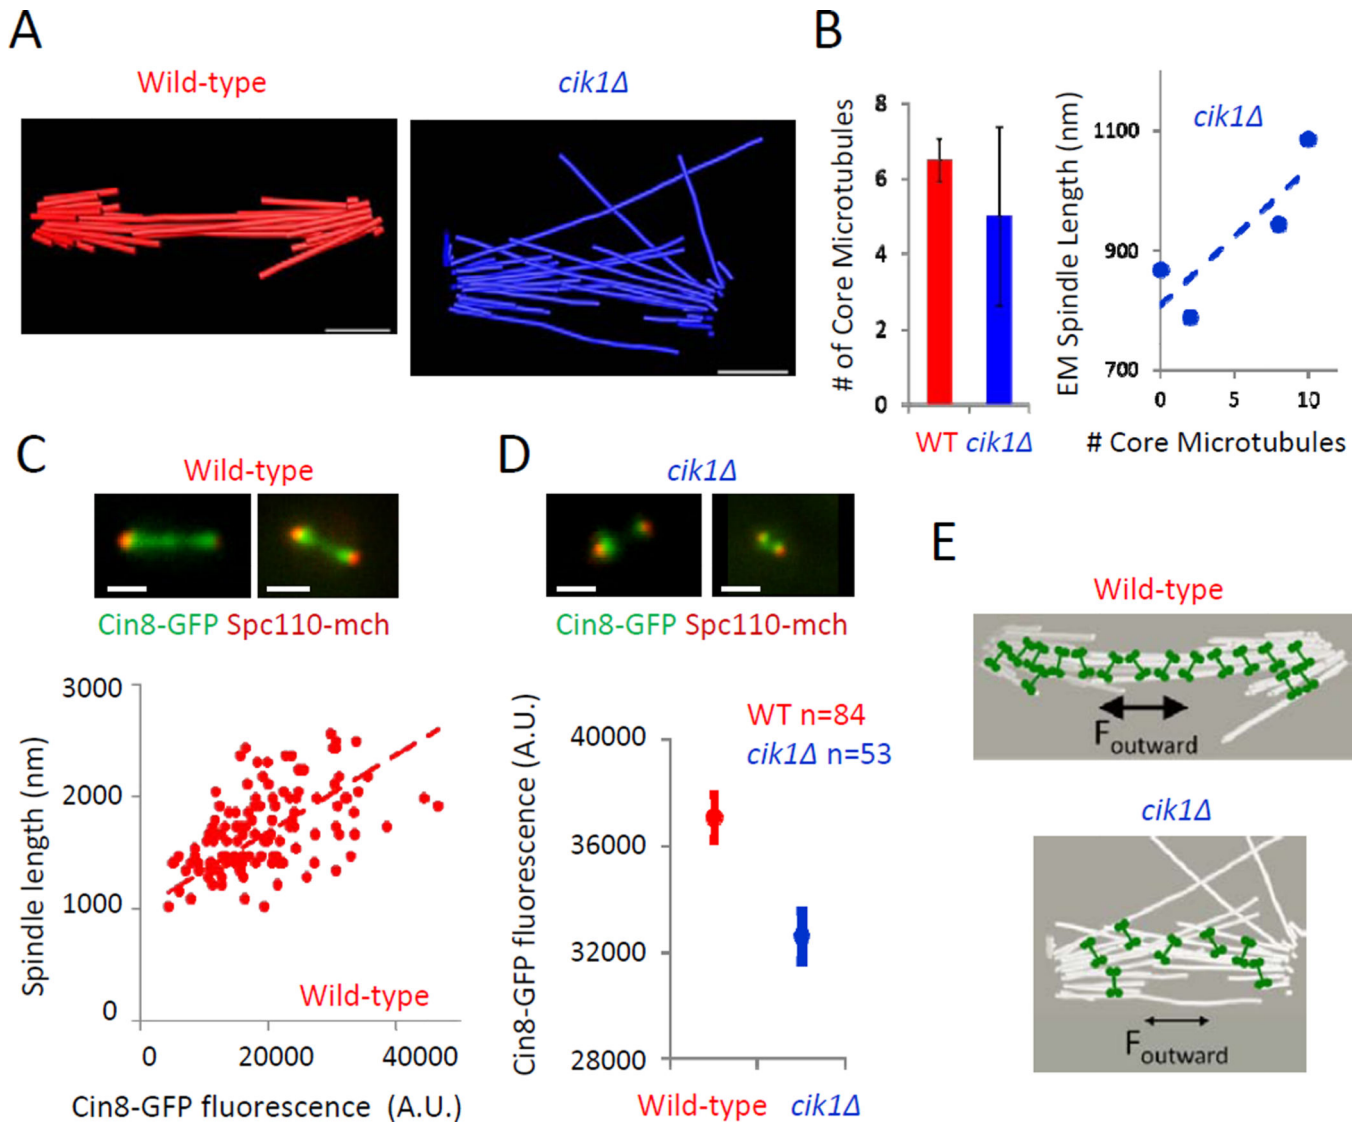 A
Wild-type
cik1Δ
B
# of Core Microtubules
8
6
4
2
0
WT cik1Δ
EM Spindle Length (nm)
cik1Δ
1100
900
700
0 5 10
# Core Microtubules
C
Wild-type
Cin8-GFP Spc110-mch
Spindle length (nm)
3000
2000
1000
0
Wild-type
0 20000 40000
Cin8-GFP fluorescence (A.U.)
D
cik1Δ
Cin8-GFP Spc110-mch
Cin8-GFP fluorescence (A.U.)
WT n=84
cik1Δ n=53
40000
36000
32000
28000
Wild-type cik1Δ
E
Wild-type
Foutward
cik1Δ
Foutward